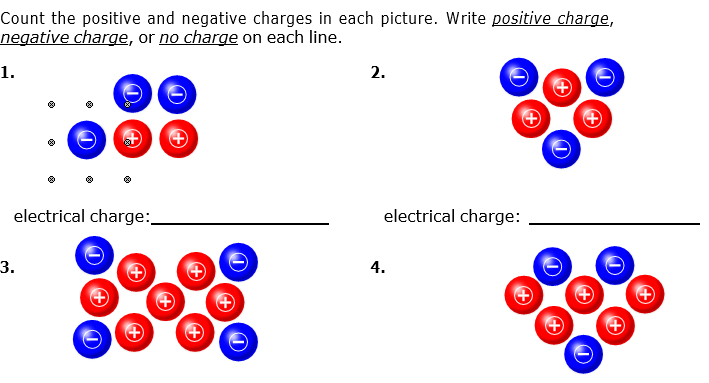 Count the positive and negative charges in each picture. Write positive charge,
negative charge, or no charge on each line.
1.
2.
electrical charge:
electrical charge:
3.
4.